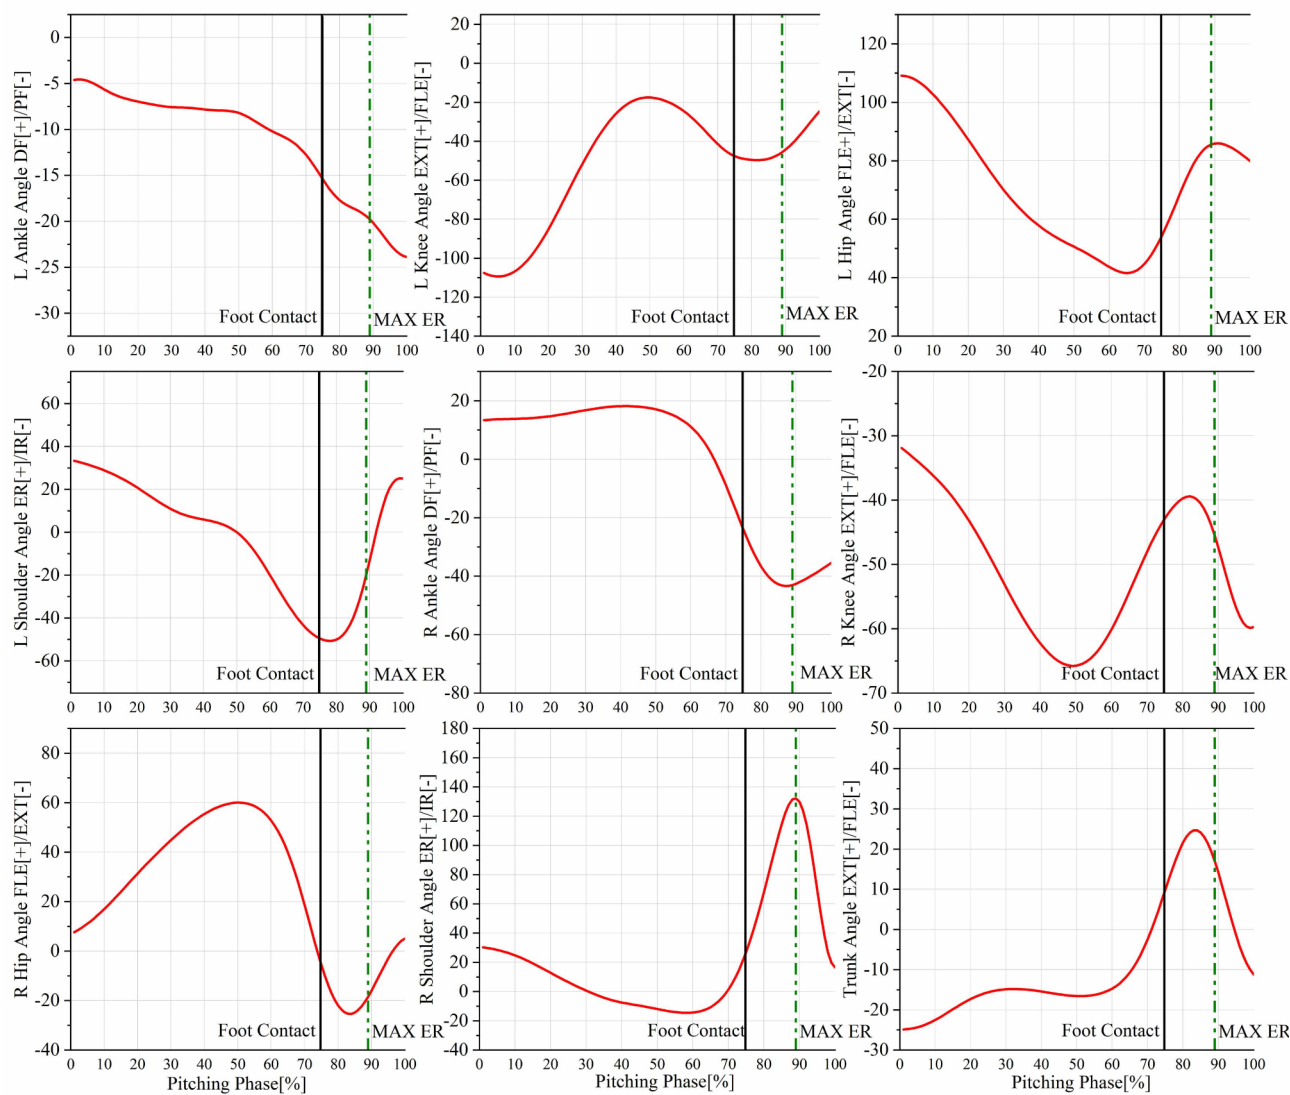 L Ankle Angle DF[+]/PF[-]
0
-5
-10
-15
-20
-25
-30
Foot Contact
MAX ER
0 10 20 30 40 50 60 70 80 90 100
L Knee Angle EXT[+]/FLE[-]
20
0
-20
-40
-60
-80
-100
-120
-140
Foot Contact
MAX ER
0 10 20 30 40 50 60 70 80 90 100
L Hip Angle FLE+]/EXT[-]
120
100
80
60
40
20
Foot Contact
MAX ER
0 10 20 30 40 50 60 70 80 90 100
L Shoulder Angle ER[+]/IR[-]
60
40
20
0
-20
-40
-60
Foot Contact
MAX ER
0 10 20 30 40 50 60 70 80 90 100
R Ankle Angle DF[+]/PF[-]
20
0
-20
-40
-60
-80
Foot Contact
MAX ER
0 10 20 30 40 50 60 70 80 90 100
R Knee Angle EXT[+]/FLE[-]
-20
-30
-40
-50
-60
-70
Foot Contact
MAX ER
0 10 20 30 40 50 60 70 80 90 100
R Hip Angle FLE[+]/EXT[-]
80
60
40
20
0
-20
-40
Foot Contact
MAX ER
0 10 20 30 40 50 60 70 80 90 100
Pitching Phase[%]
R Shoulder Angle ER[+]/IR[-]
180
160
140
120
100
80
60
40
20
0
-20
-40
Foot Contact
MAX ER
0 10 20 30 40 50 60 70 80 90 100
Pitching Phase[%]
Trunk Angle EXT[+]/FLE[-]
50
40
30
20
10
0
-10
-20
-30
Foot Contact
MAX ER
0 10 20 30 40 50 60 70 80 90 100
Pitching Phase[%]